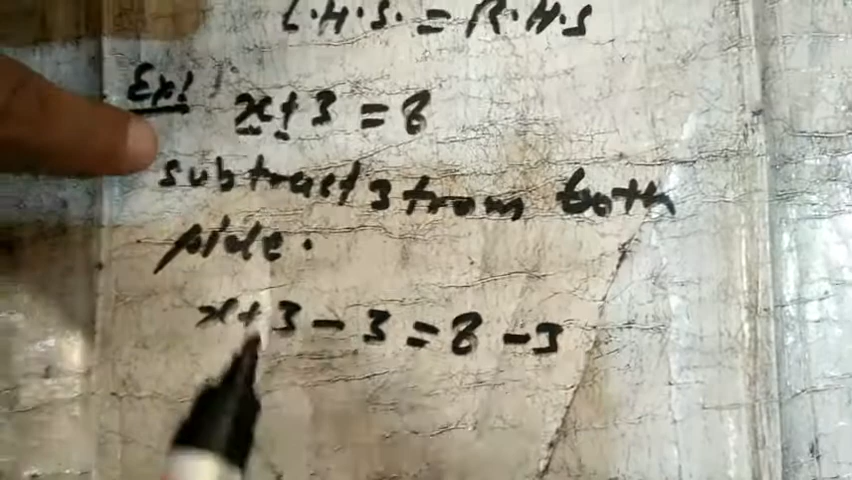 L.H.S. = R.H.S
Ex!
x+3 = 8
subtract 3 from both
side.
x+3-3=8-3